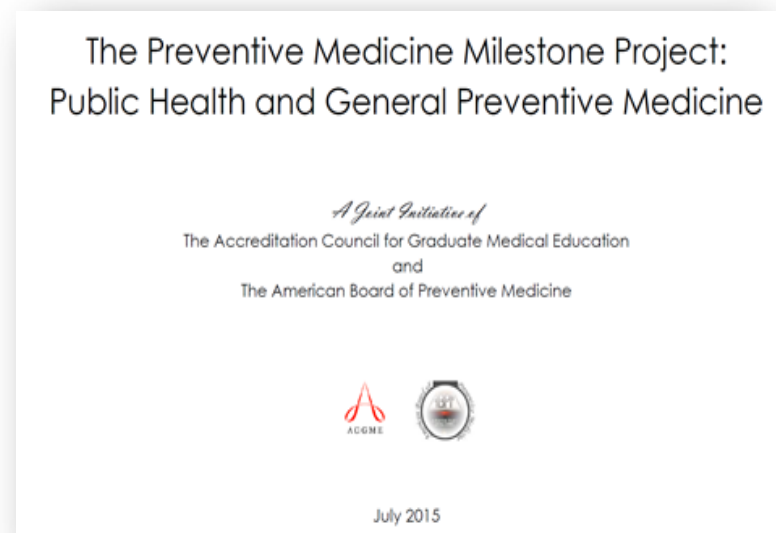 The Preventive Medicine Milestone Project:
Public Health and General Preventive Medicine
A Joint Initiative of
The Accreditation Council for Graduate Medical Education
and
The American Board of Preventive Medicine
ACGME
July 2015